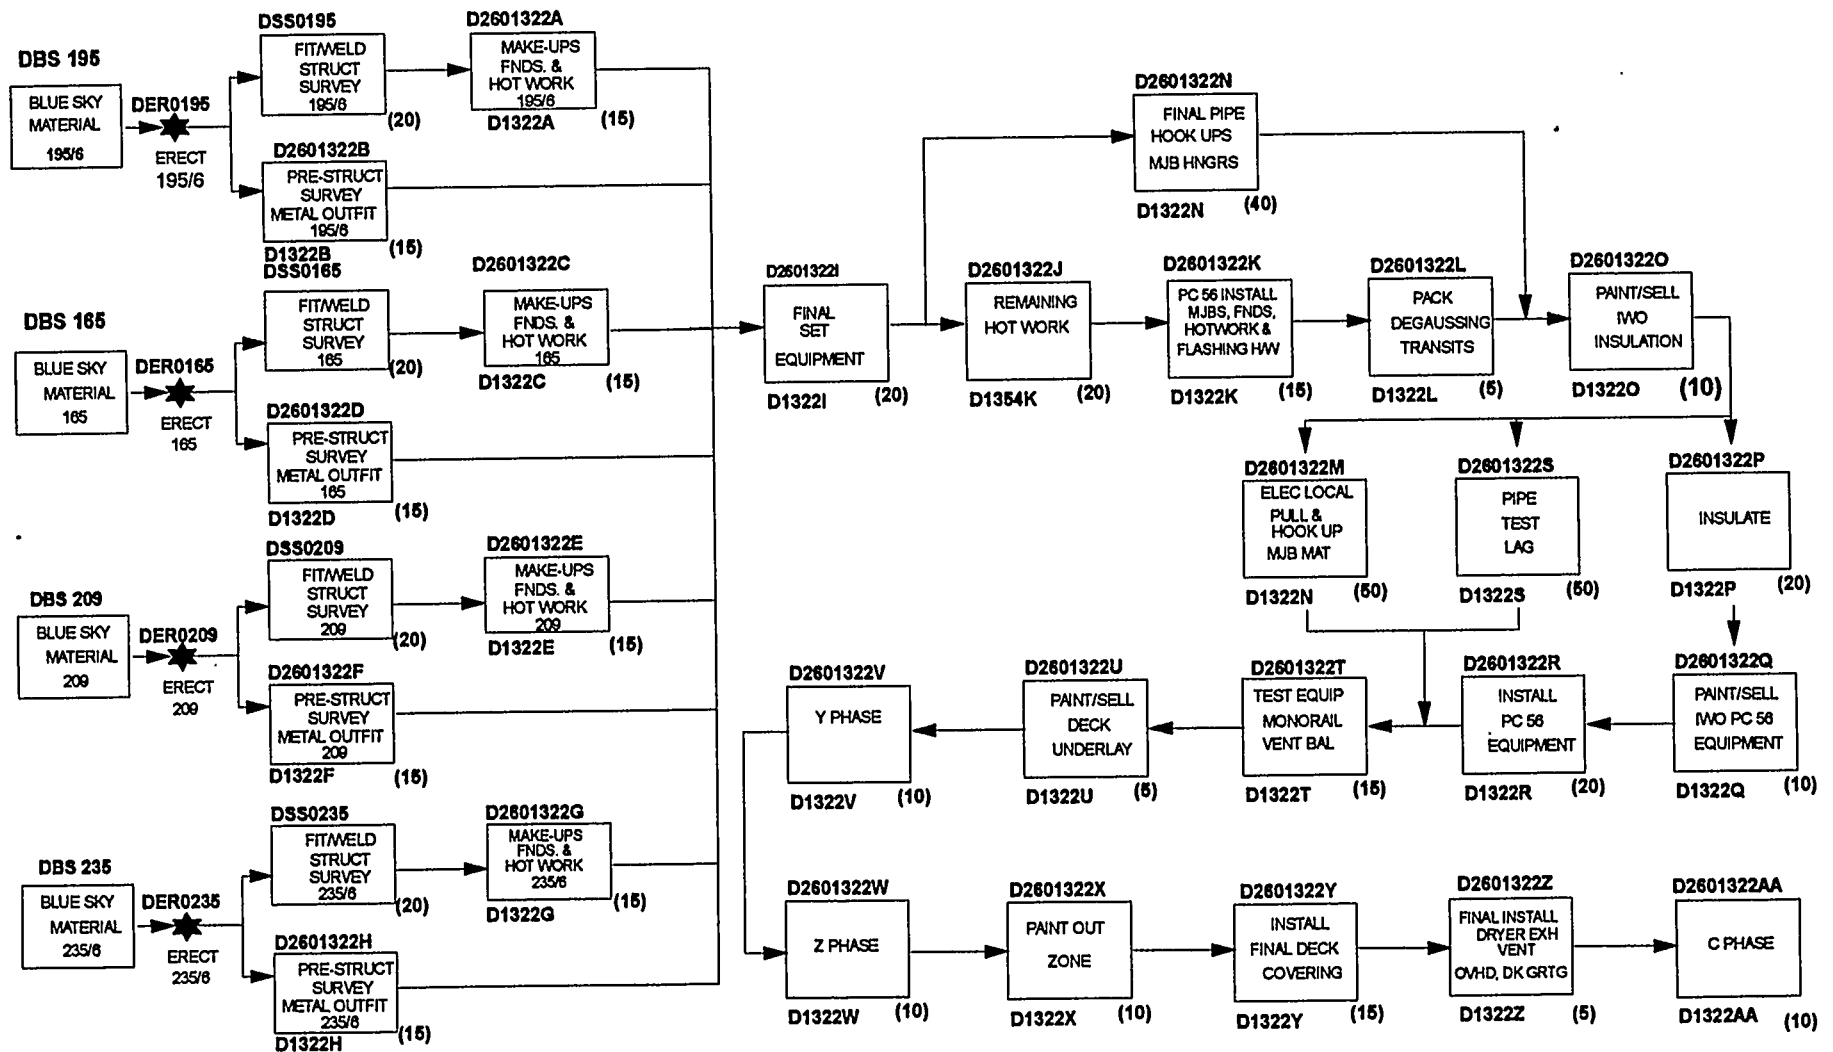 DBS 195
BLUE SKY
MATERIAL
195/6
DER0195
ERECT
195/6
DSS0195
FIT/WELD
STRUCT
SURVEY
195/6
(20)
D2601322A
MAKE-UPS
FNDS. &
HOT WORK
195/6
D1322A
(15)
D2601322B
PRE-STRUCT
SURVEY
METAL OUTFIT
195/6
D1322B
(15)
DBS 165
BLUE SKY
MATERIAL
165
DER0165
ERECT
165
DSS0165
FIT/WELD
STRUCT
SURVEY
165
(20)
D2601322C
MAKE-UPS
FNDS. &
HOT WORK
165
D1322C
(15)
D2601322D
PRE-STRUCT
SURVEY
METAL OUTFIT
165
D1322D
(15)
DBS 209
BLUE SKY
MATERIAL
209
DER0209
ERECT
209
DSS0209
FIT/WELD
STRUCT
SURVEY
209
(20)
D2601322E
MAKE-UPS
FNDS. &
HOT WORK
209
D1322E
(15)
D2601322F
PRE-STRUCT
SURVEY
METAL OUTFIT
209
D1322F
(15)
DBS 235
BLUE SKY
MATERIAL
235/6
DER0235
ERECT
235/6
DSS0235
FIT/WELD
STRUCT
SURVEY
235/6
(20)
D2601322G
MAKE-UPS
FNDS. &
HOT WORK
235/6
D1322G
(15)
D2601322H
PRE-STRUCT
SURVEY
METAL OUTFIT
235/6
D1322H
(15)
D2601322I
FINAL
SET
EQUIPMENT
D1322I
(20)
D2601322N
FINAL PIPE
HOOK UPS
MJB HNGRS
D1322N
(40)
D2601322J
REMAINING
HOT WORK
D1354K
(20)
D2601322K
PC 56 INSTALL
MJBS, FNDS,
HOTWORK &
FLASHING H/W
D1322K
(15)
D2601322L
PACK
DEGAUSSING
TRANSITS
D1322L
(5)
D2601322O
PAINT/SELL
IWO
INSULATION
D1322O
(10)
D2601322M
ELEC LOCAL
PULL &
HOOK UP
MJB MAT
D1322N
(50)
D2601322S
PIPE
TEST
LAG
D1322S
(50)
D2601322P
INSULATE
D1322P
(20)
D2601322V
Y PHASE
D1322V
(10)
D2601322U
PAINT/SELL
DECK
UNDERLAY
D1322U
(5)
D2601322T
TEST EQUIP
MONORAIL
VENT BAL
D1322T
(15)
D2601322R
INSTALL
PC 56
EQUIPMENT
D1322R
(20)
D2601322Q
PAINT/SELL
IWO PC 56
EQUIPMENT
D1322Q
(10)
D2601322W
Z PHASE
D1322W
(10)
D2601322X
PAINT OUT
ZONE
D1322X
(10)
D2601322Y
INSTALL
FINAL DECK
COVERING
D1322Y
(15)
D2601322Z
FINAL INSTALL
DRYER EXH
VENT
OVHD, DK GRTG
D1322Z
(5)
D2601322AA
C PHASE
D1322AA
(10)